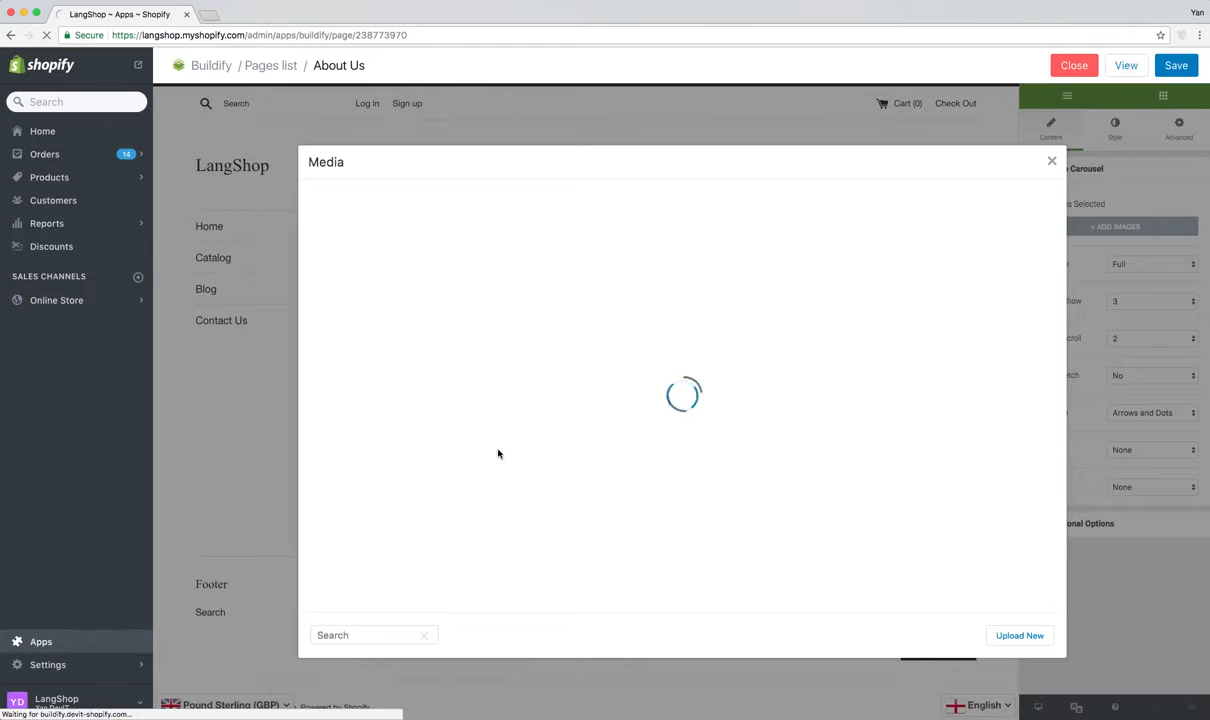 LangShop ~ Apps ~ Shopify
Yan
Secure https://langshop.myshopify.com/admin/apps/buildify/page/238773970
shopify
Buildify / Pages list / About Us
Close
View
Save
Search
Home
Orders 14
Products
Customers
Reports
Discounts
SALES CHANNELS
Online Store
Apps
Settings
YD
LangShop
Waiting for buildify.devit-shopify.com...
Search
Log in
Sign up
Cart (0)
Check Out
LangShop
Home
Catalog
Blog
Contact Us
Footer
Search
Pound Sterling (GBP)
Powered by Shopify
English
Media
Search
Upload New
Content
Style
Advanced
Carousel
Selected
+ ADD IMAGES
Full
3
2
No
Arrows and Dots
None
None
Options